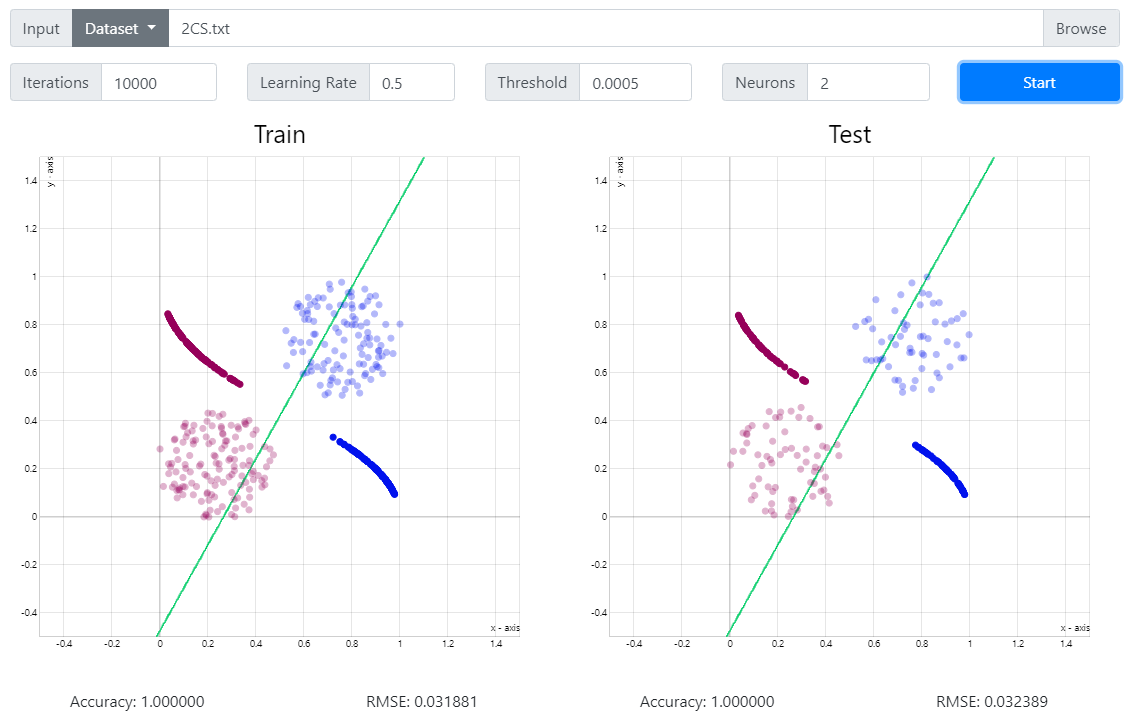 Input Dataset 2CS.txt Browse
Iterations 10000 Learning Rate 0.5 Threshold 0.0005 Neurons 2 Start
Train Test
y - axis y - axis
1.4 1.4
1.2 1.2
1 1
0.8 0.8
0.6 0.6
0.4 0.4
0.2 0.2
0 0
-0.2 -0.2
-0.4 -0.4
x - axis x - axis
-0.4 -0.2 0 0.2 0.4 0.6 0.8 1 1.2 1.4 -0.4 -0.2 0 0.2 0.4 0.6 0.8 1 1.2 1.4
Accuracy: 1.000000 RMSE: 0.031881 Accuracy: 1.000000 RMSE: 0.032389